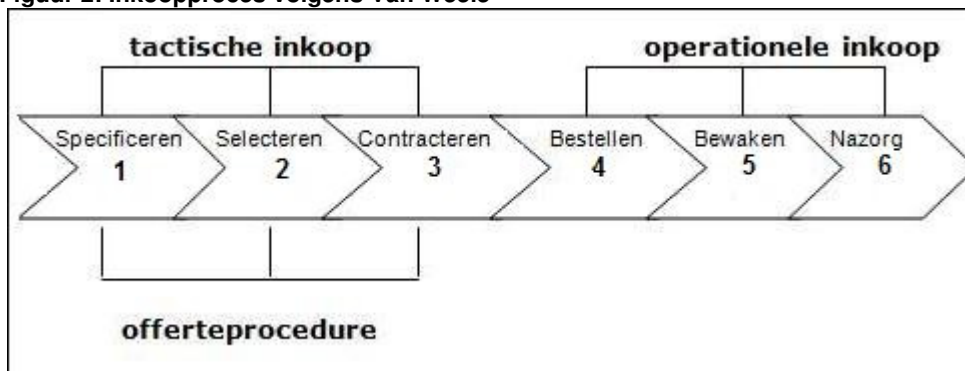 tactische inkoop operationele inkoop
Specificeren Selecteren Contracteren Bestellen Bewaken Nazorg
1 2 3 4 5 6
offerteprocedure